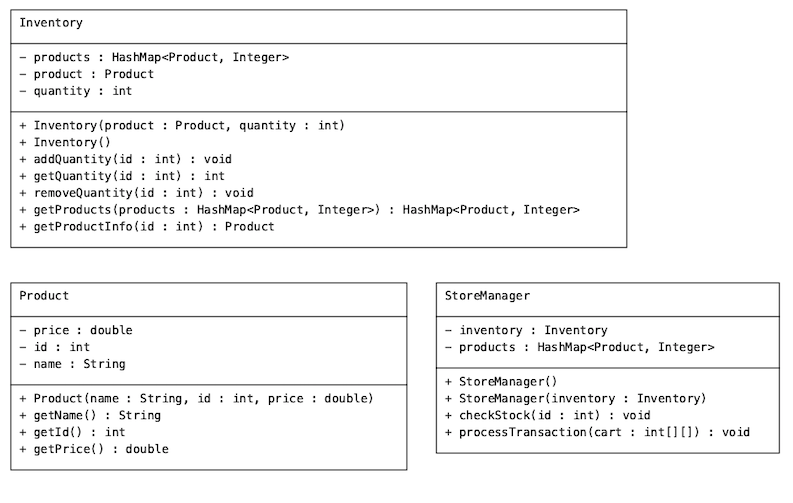 Inventory
- products : HashMap<Product, Integer>
- product : Product
- quantity : int
+ Inventory(product : Product, quantity : int)
+ Inventory()
+ addQuantity(id : int) : void
+ getQuantity(id : int) : int
+ removeQuantity(id : int) : void
+ getProducts(products : HashMap<Product, Integer>) : HashMap<Product, Integer>
+ getProductInfo(id : int) : Product
Product
- price : double
- id : int
- name : String
+ Product(name : String, id : int, price : double)
+ getName() : String
+ getId() : int
+ getPrice() : double
StoreManager
- inventory : Inventory
- products : HashMap<Product, Integer>
+ StoreManager()
+ StoreManager(inventory : Inventory)
+ checkStock(id : int) : void
+ processTransaction(cart : int[][]) : void